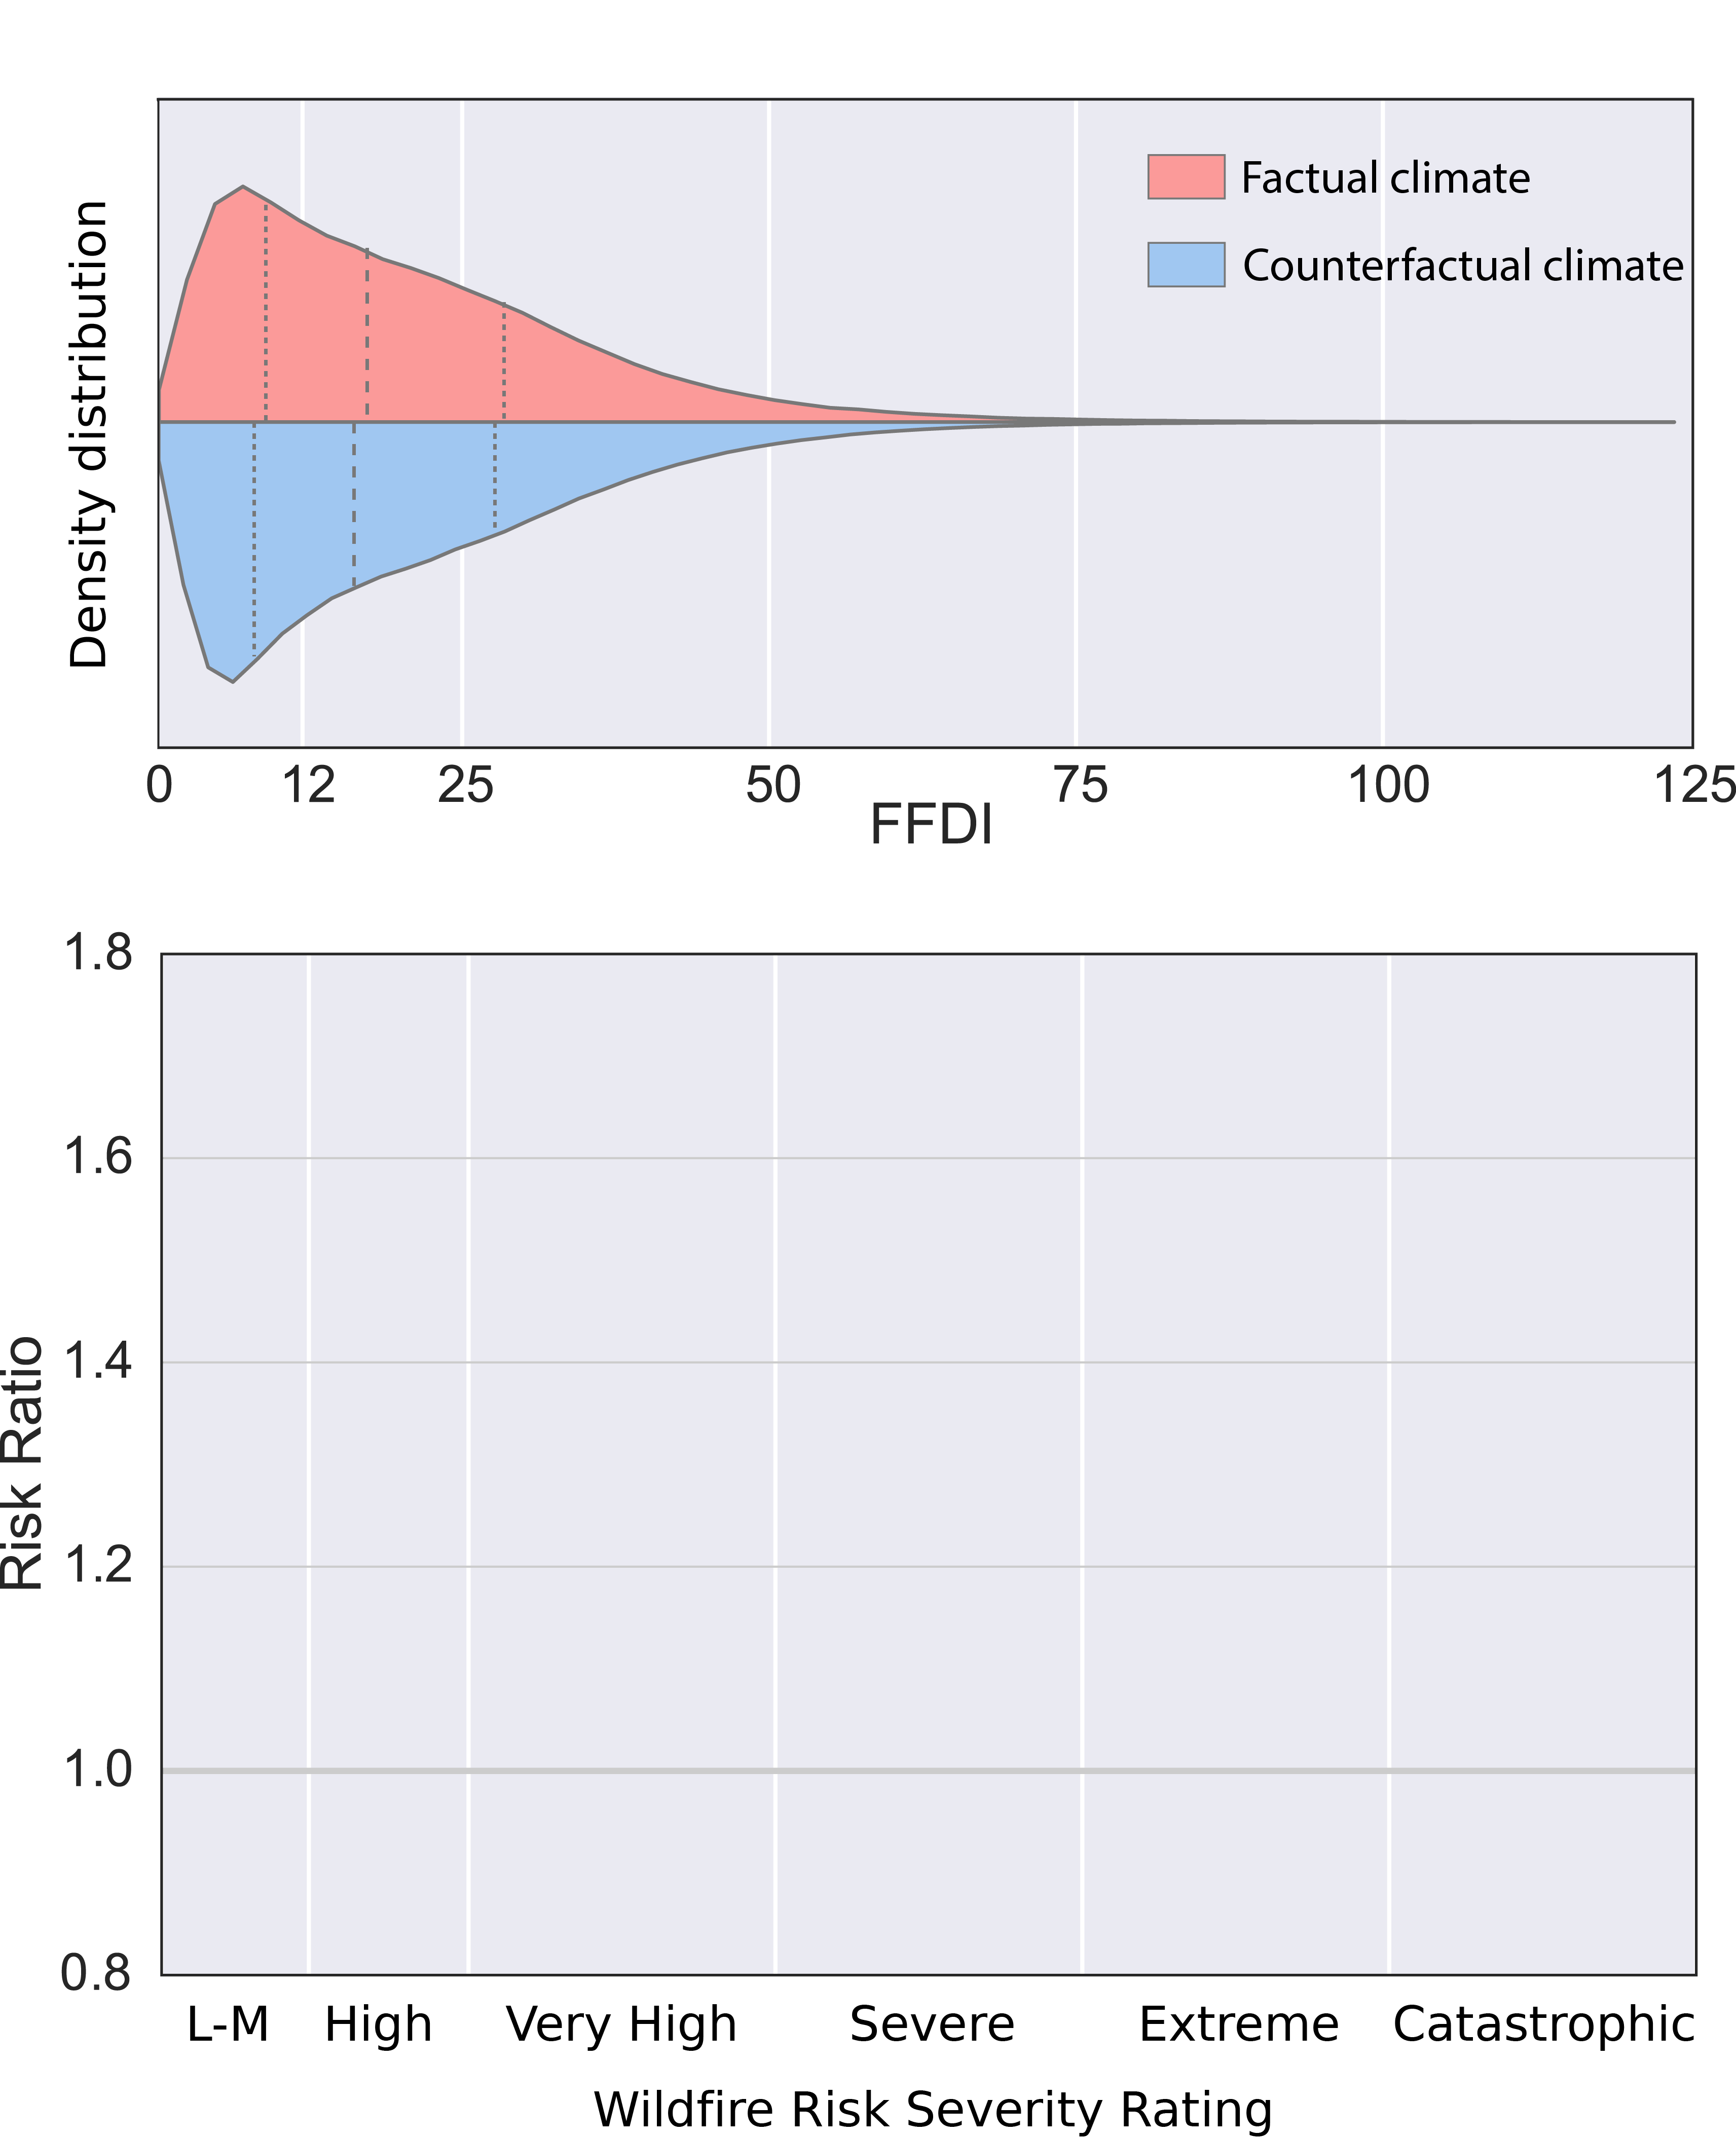 Density distribution
Factual climate
Counterfactual climate
0 12 25 50 75 100 125
FFDI
Risk Ratio
1.8
1.6
1.4
1.2
1.0
0.8
L-M High Very High Severe Extreme Catastrophic
Wildfire Risk Severity Rating